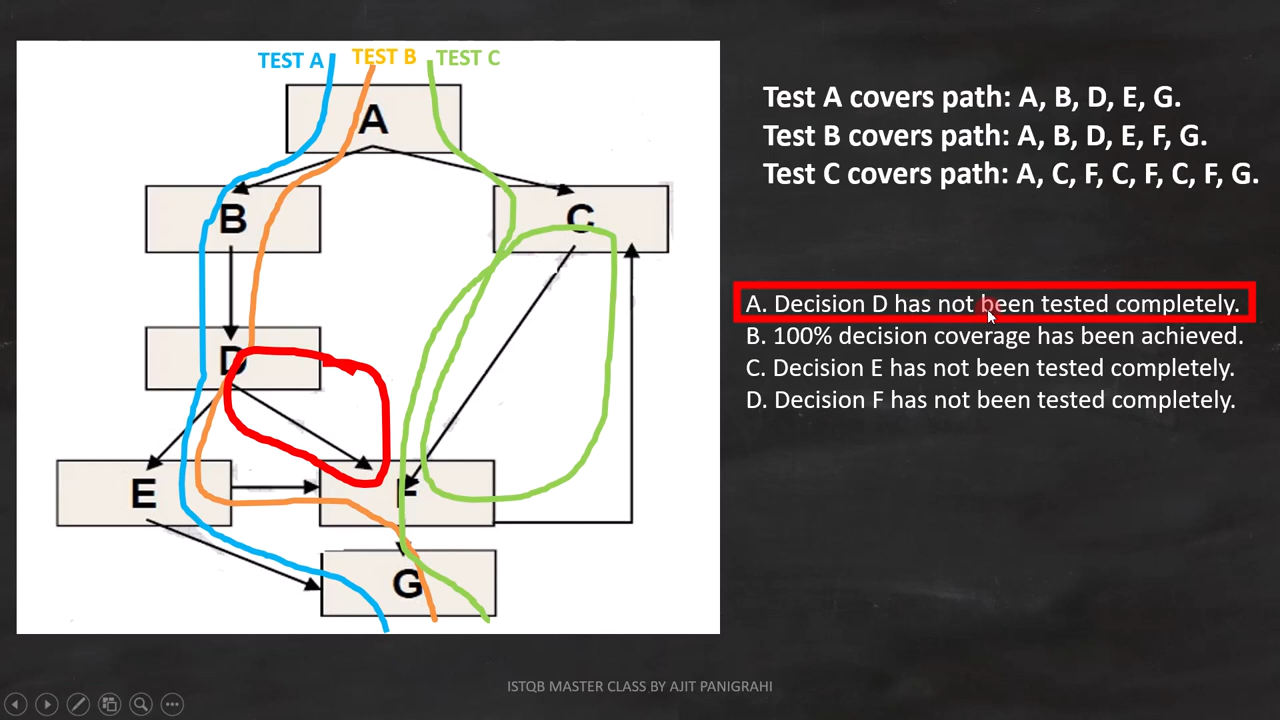 TEST A TEST B TEST C
A
B
C
D
E
F
G
Test A covers path: A, B, D, E, G.
Test B covers path: A, B, D, E, F, G.
Test C covers path: A, C, F, C, F, C, F, G.
A. Decision D has not been tested completely.
B. 100% decision coverage has been achieved.
C. Decision E has not been tested completely.
D. Decision F has not been tested completely.
ISTQB MASTER CLASS BY AJIT PANIGRAHI